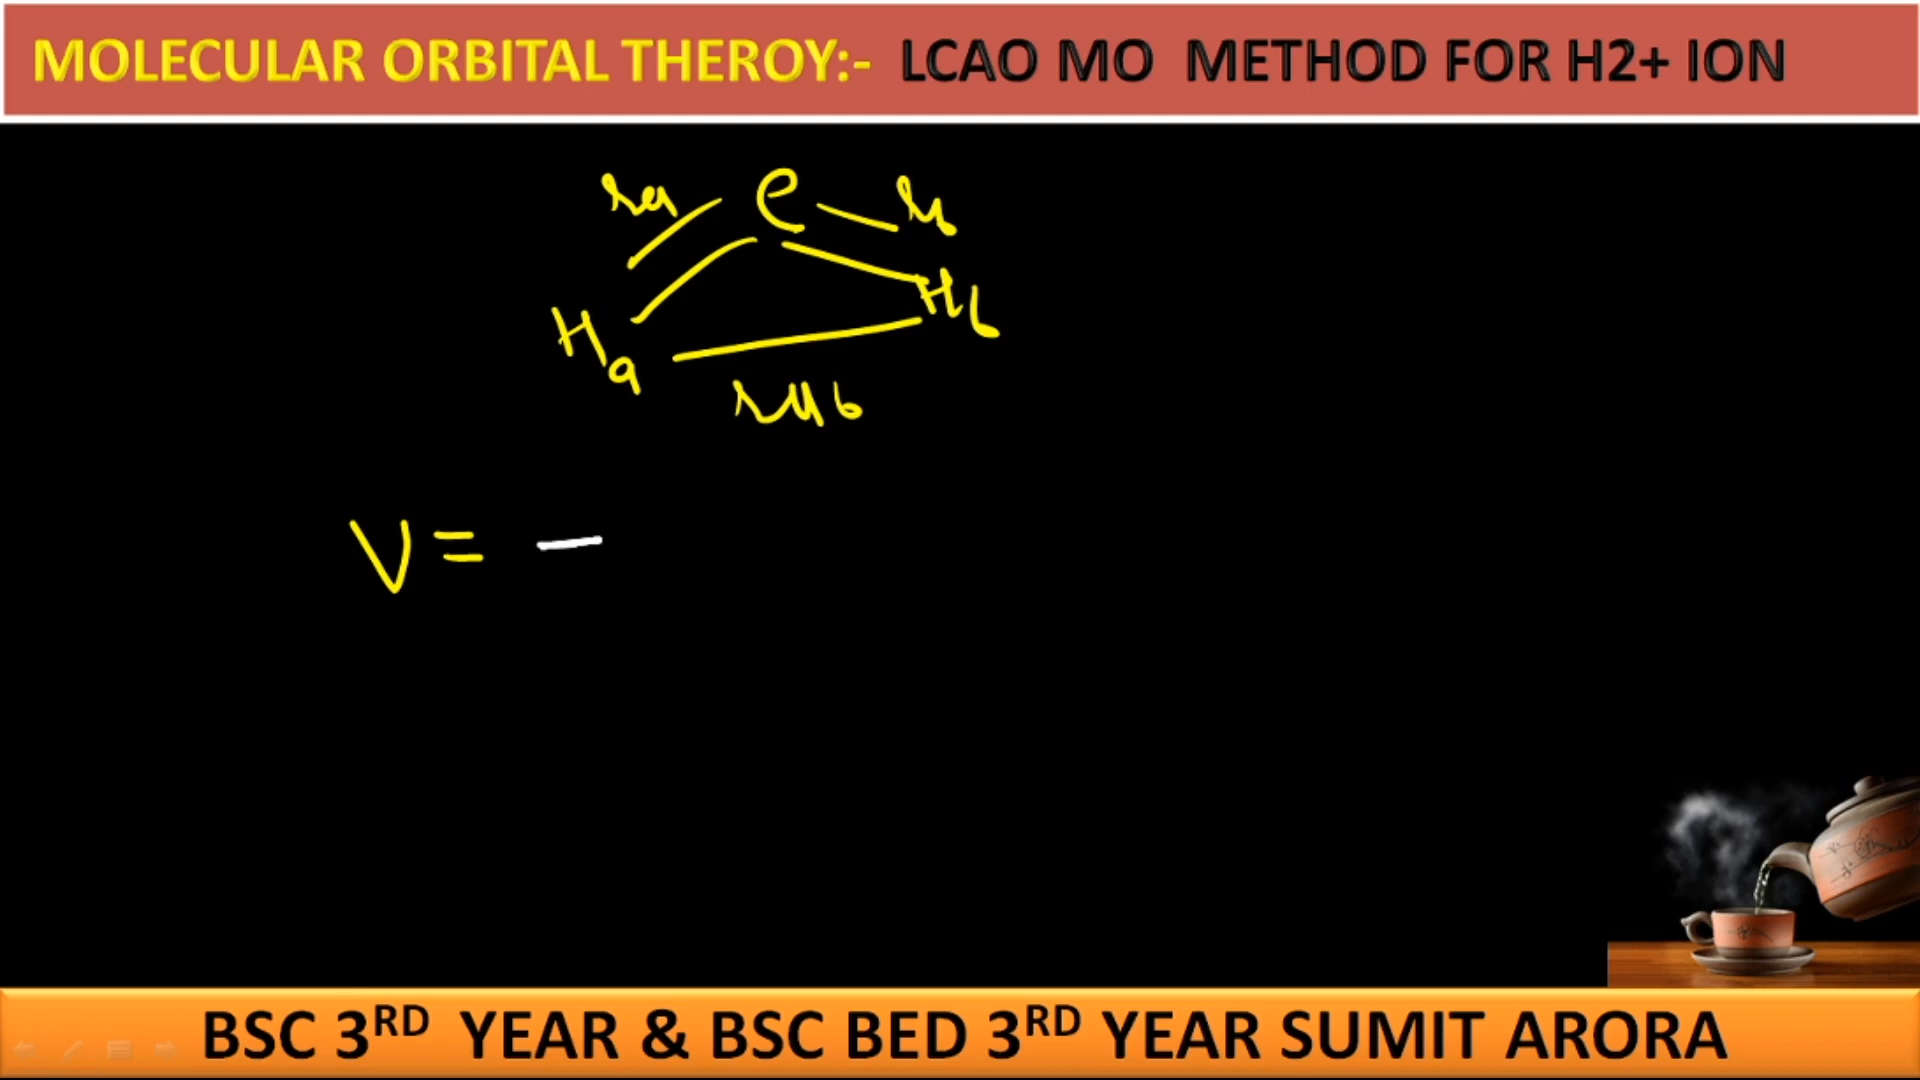 MOLECULAR ORBITAL THEROY:- LCAO MO METHOD FOR H2+ ION
ra e rb
Ha Hb
rab
V = –
BSC 3RD YEAR & BSC BED 3RD YEAR SUMIT ARORA